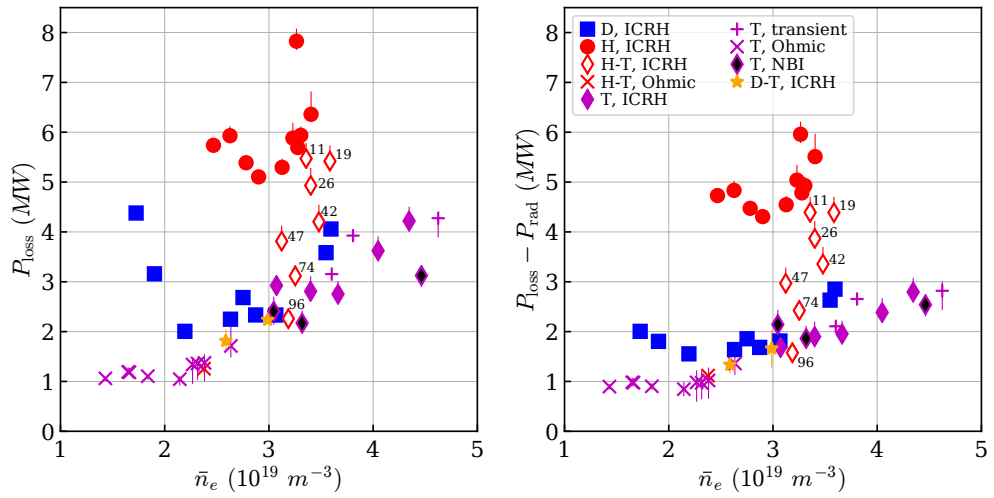 8
7
6
5
4
3
2
1
0
P_loss (MW)
11
19
26
42
47
74
96
1 2 3 4 5
n̄_e (10^19 m^−3)
8
7
6
5
4
3
2
1
0
P_loss − P_rad (MW)
D, ICRH
H, ICRH
H-T, ICRH
H-T, Ohmic
T, ICRH
T, transient
T, Ohmic
T, NBI
D-T, ICRH
11
19
26
42
47
74
96
1 2 3 4 5
n̄_e (10^19 m^−3)